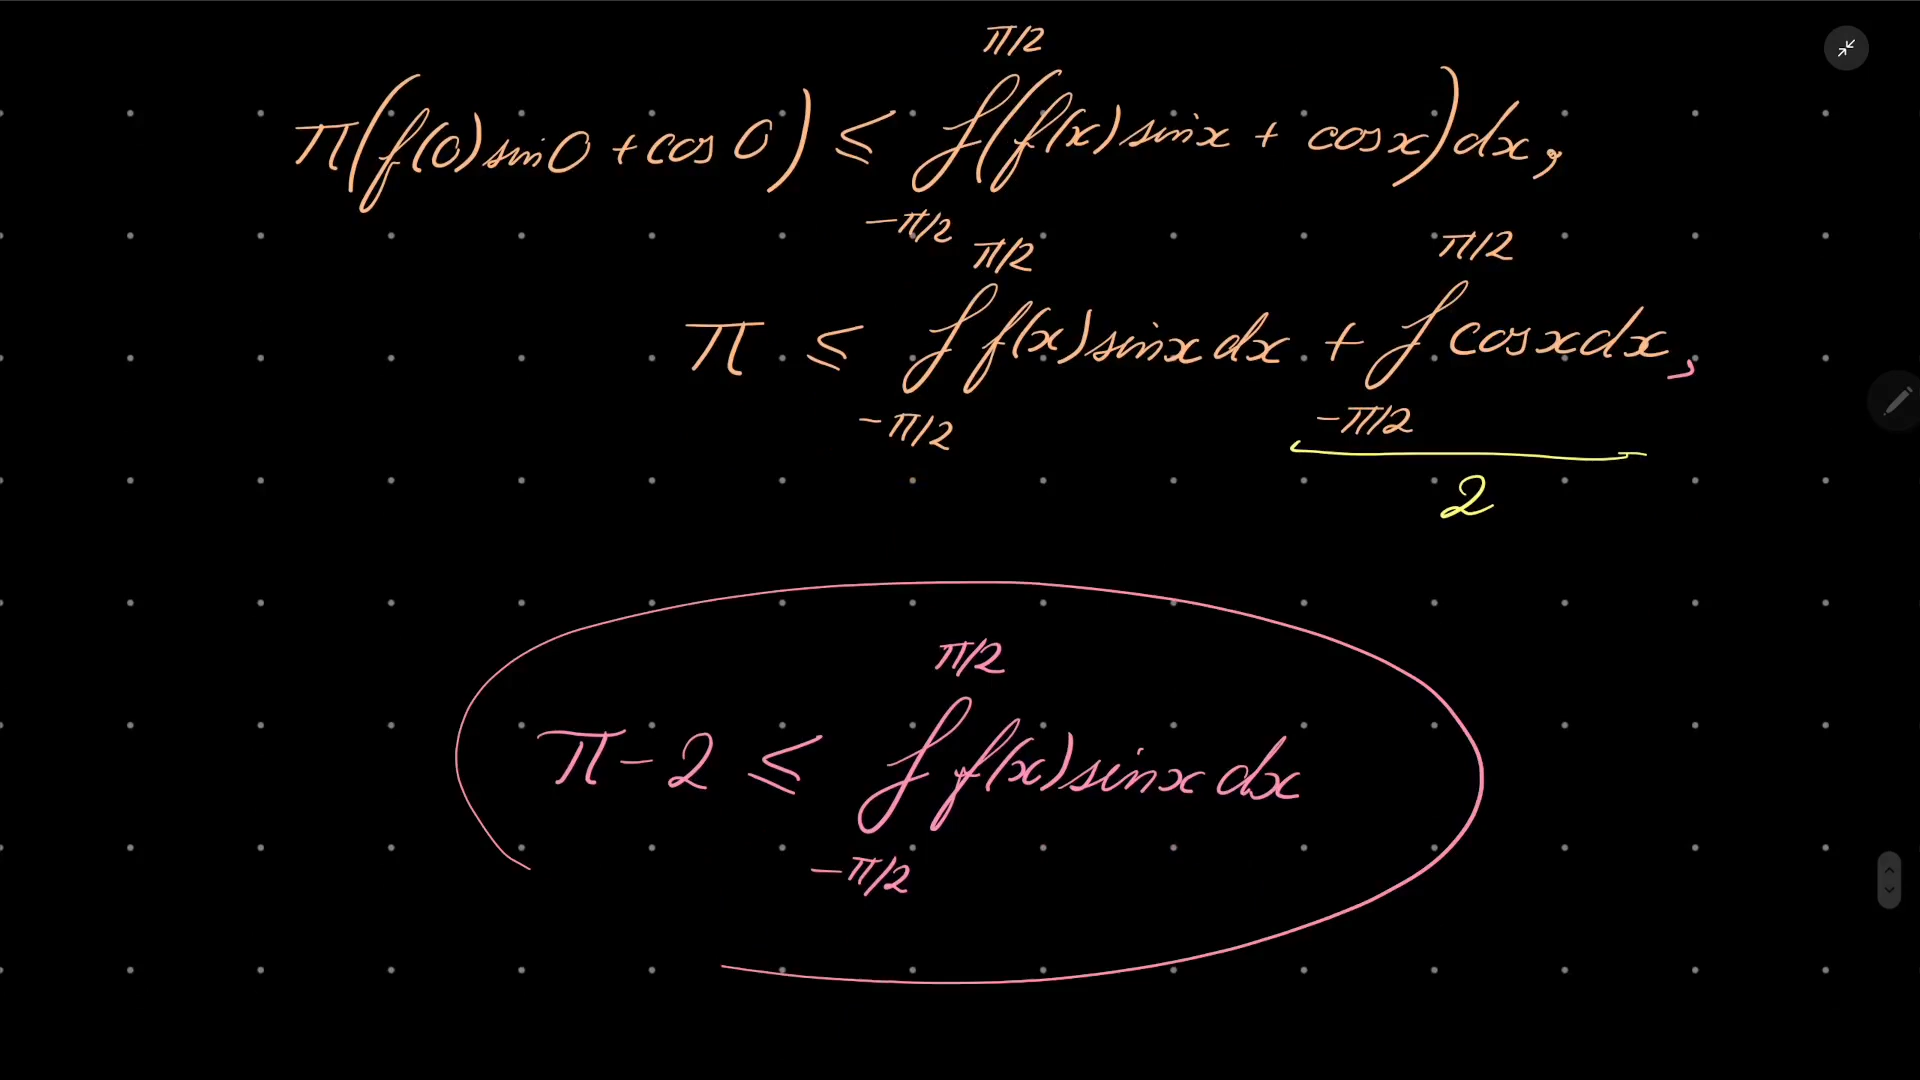 π(f(0)sin0 + cos 0) ≤ ∫_{-π/2}^{π/2} (f(x) sinx + cosx)dx,
π ≤ ∫_{-π/2}^{π/2} f(x)sinx dx + ∫_{-π/2}^{π/2} cosxdx,
2
π-2 ≤ ∫_{-π/2}^{π/2} f(x)sinx dx